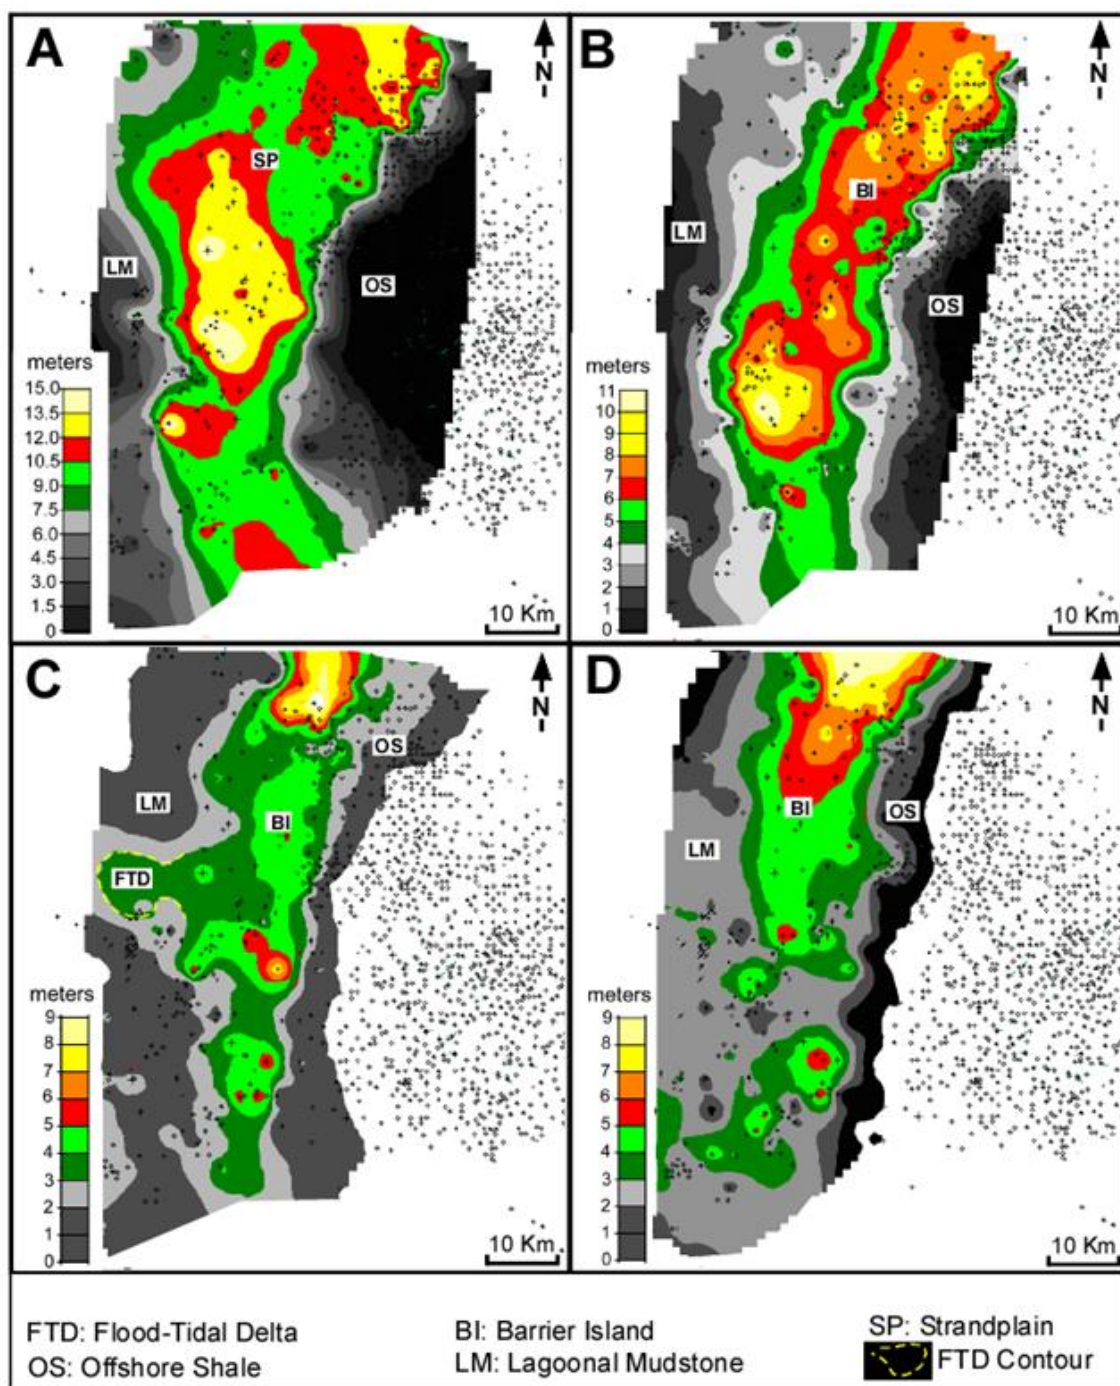 A
N
SP
LM
OS
meters
15.0
13.5
12.0
10.5
9.0
7.5
6.0
4.5
3.0
1.5
0
10 Km
B
N
BI
LM
OS
meters
11
10
9
8
7
6
5
4
3
2
1
0
10 Km
C
N
OS
LM
BI
FTD
meters
9
8
7
6
5
4
3
2
1
0
10 Km
D
N
BI
OS
LM
meters
9
8
7
6
5
4
3
2
1
0
10 Km
FTD: Flood-Tidal Delta
BI: Barrier Island
SP: Strandplain
OS: Offshore Shale
LM: Lagoonal Mudstone
FTD Contour